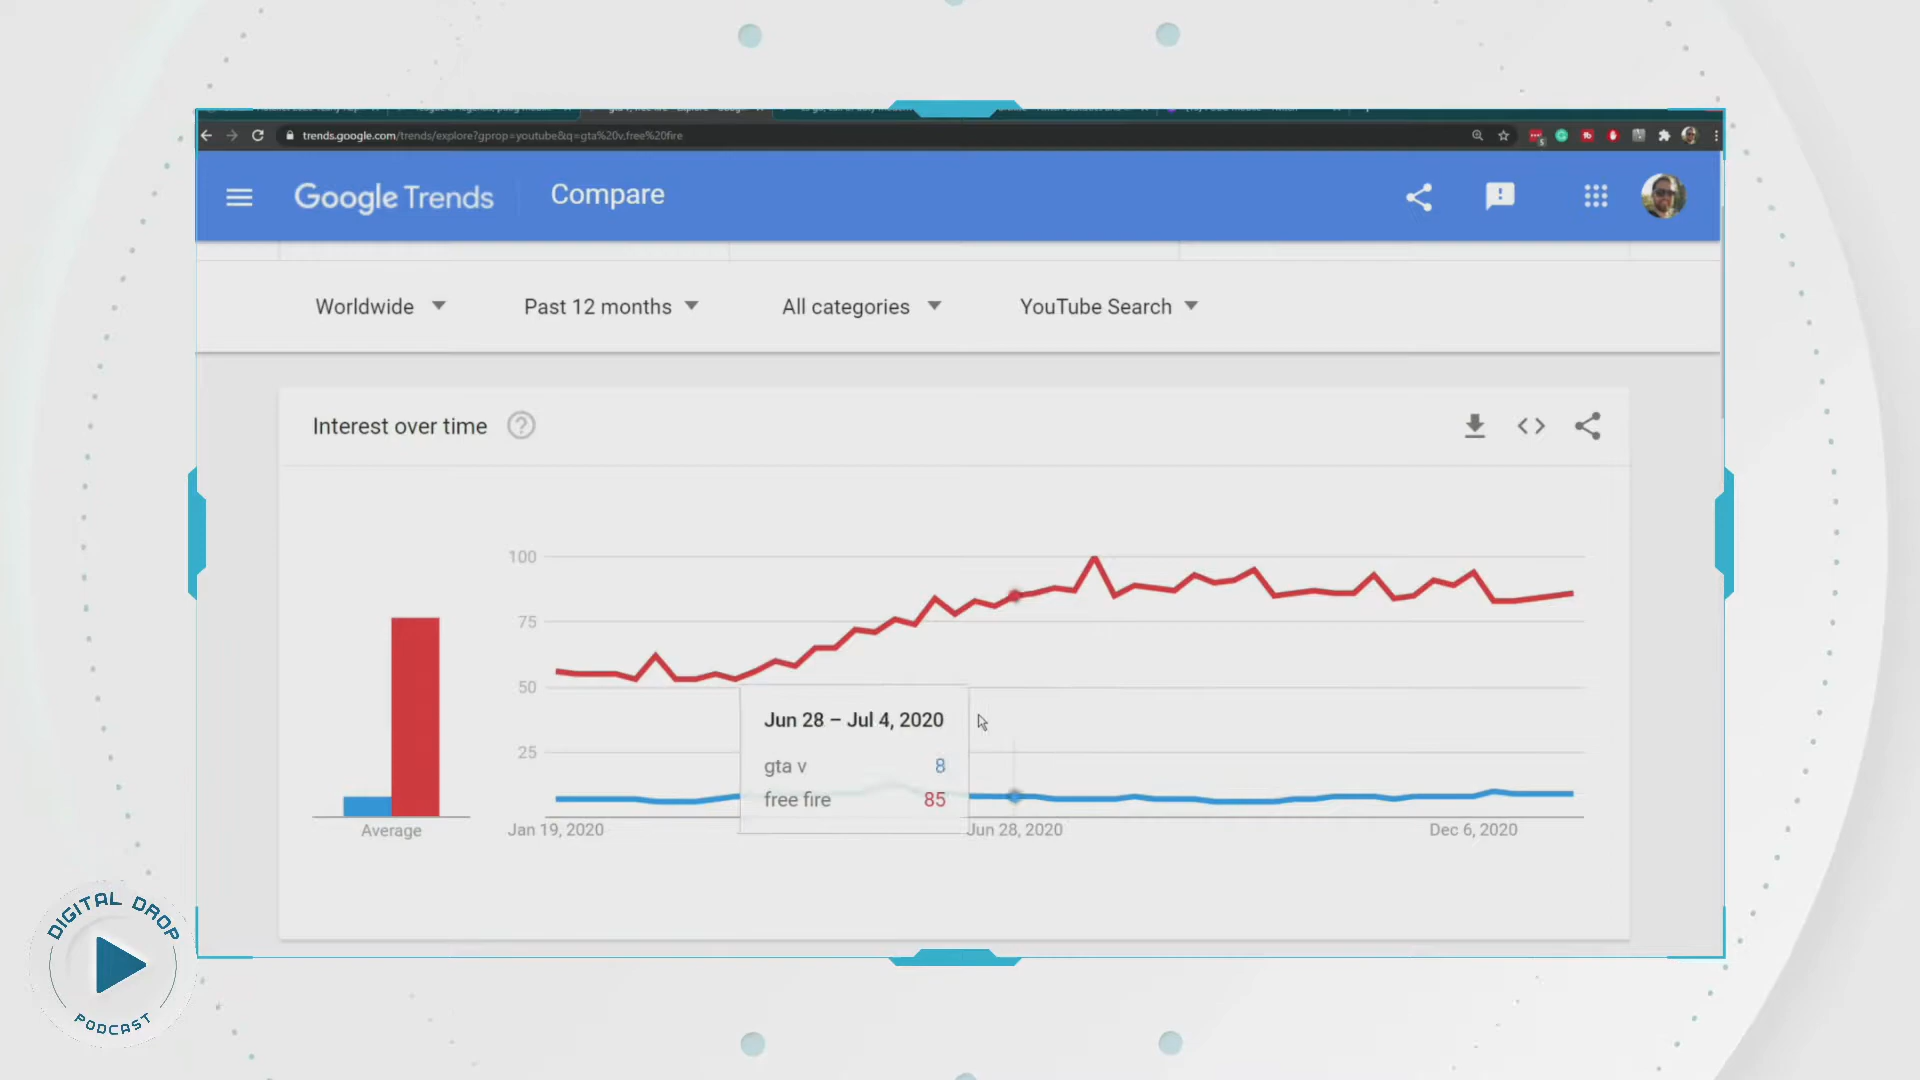 trends.google.com/trends/explore?gprop=youtube&q=gta%20v,free%20fire
Google Trends
Compare
Worldwide
Past 12 months
All categories
YouTube Search
Interest over time
100
75
50
25
Jun 28 – Jul 4, 2020
gta v 8
free fire 85
Average
Jan 19, 2020
Jun 28, 2020
Dec 6, 2020
DIGITAL DROP
PODCAST